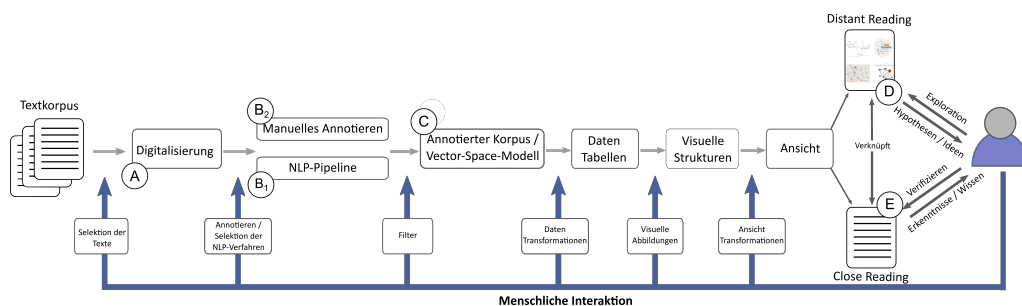 Distant Reading
Textkorpus
B2
Manuelles Annotieren
C
D
Exploration
Hypothesen / Ideen
Digitalisierung
A
Annotierter Korpus /
Vector-Space-Modell
Daten
Tabellen
Visuelle
Strukturen
Ansicht
Verknüpft
NLP-Pipeline
B1
Verifizieren
Erkenntnisse / Wissen
E
Selektion der
Texte
Annotieren /
Selektion der
NLP-Verfahren
Filter
Daten
Transformationen
Visuelle
Abbildungen
Ansicht
Transformationen
Close Reading
Menschliche Interaktion